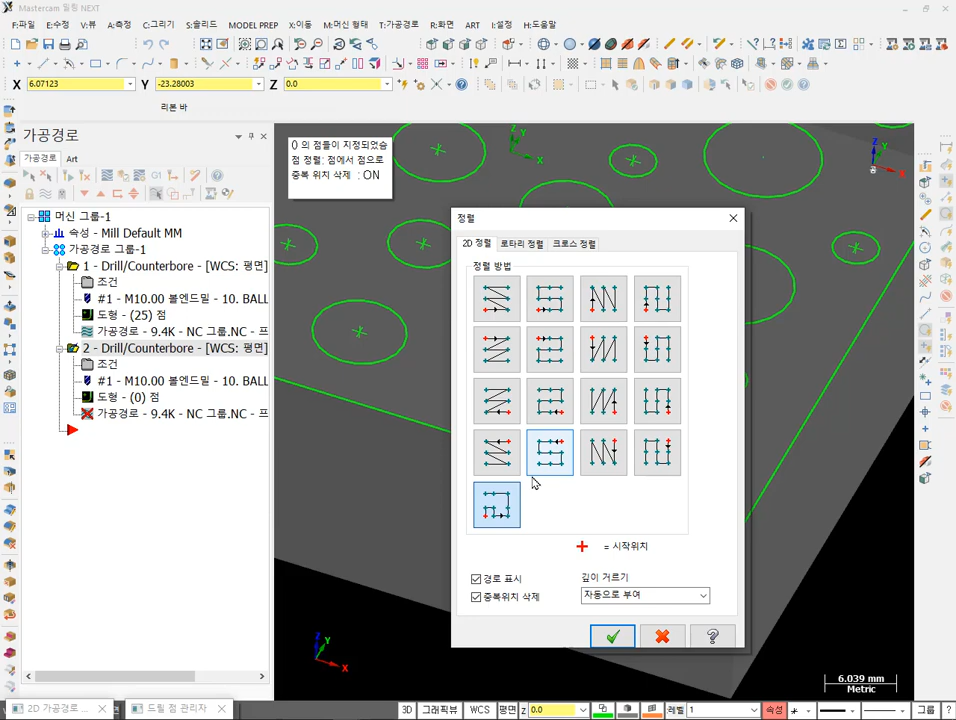 Mastercam 밀링 NEXT
F:파일 E:수정 V:뷰 A:측정 C:그리기 S:솔리드 MODEL PREP X:이동 M:머신 형태 T:가공경로 R:화면 ART I:설정 H:도움말
X 6.07123 Y -23.28003 Z 0.0
리본 바
가공경로
가공경로 Art
G1
머신 그룹-1
속성 - Mill Default MM
가공경로 그룹-1
1 - Drill/Counterbore - [WCS: 평면]
조건
#1 - M10.00 볼엔드밀 - 10. BALL
도형 - (25) 점
가공경로 - 9.4K - NC 그룹.NC - 프
2 - Drill/Counterbore - [WCS: 평면]
조건
#1 - M10.00 볼엔드밀 - 10. BALL
도형 - (0) 점
가공경로 - 9.4K - NC 그룹.NC - 프
0 의 점들이 지정되었슴
점 정렬: 점에서 점으로
중복 위치 삭제 : ON
Z Y X
Z Y X
공
정렬
2D 정렬 로타리 정렬 크로스 정렬
정렬 방법
= 시작위치
경로 표시
중복위치 삭제
깊이 거르기
자동으로 부여
Z Y X
6.039 mm
Metric
2D 가공경로 ... 드릴 점 관리자
3D 그래픽뷰 WCS 평면 Z 0.0 레벨 1 속성 그룹 ?